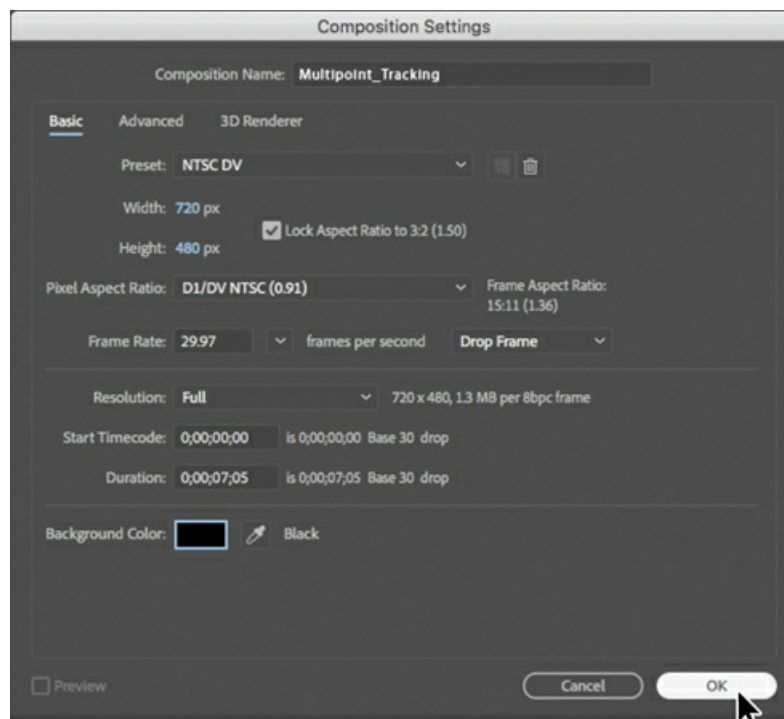 Composition Settings
Composition Name: Multipoint_Tracking
Basic Advanced 3D Renderer
Preset: NTSC DV
Width: 720 px
Lock Aspect Ratio to 3:2 (1.50)
Height: 480 px
Pixel Aspect Ratio: D1/DV NTSC (0.91) Frame Aspect Ratio:
15:11 (1.36)
Frame Rate: 29.97 frames per second Drop Frame
Resolution: Full 720 x 480, 1.3 MB per 8bpc frame
Start Timecode: 0;00;00;00 is 0;00;00;00 Base 30 drop
Duration: 0;00;07;05 is 0;00;07;05 Base 30 drop
Background Color: Black
Preview Cancel OK